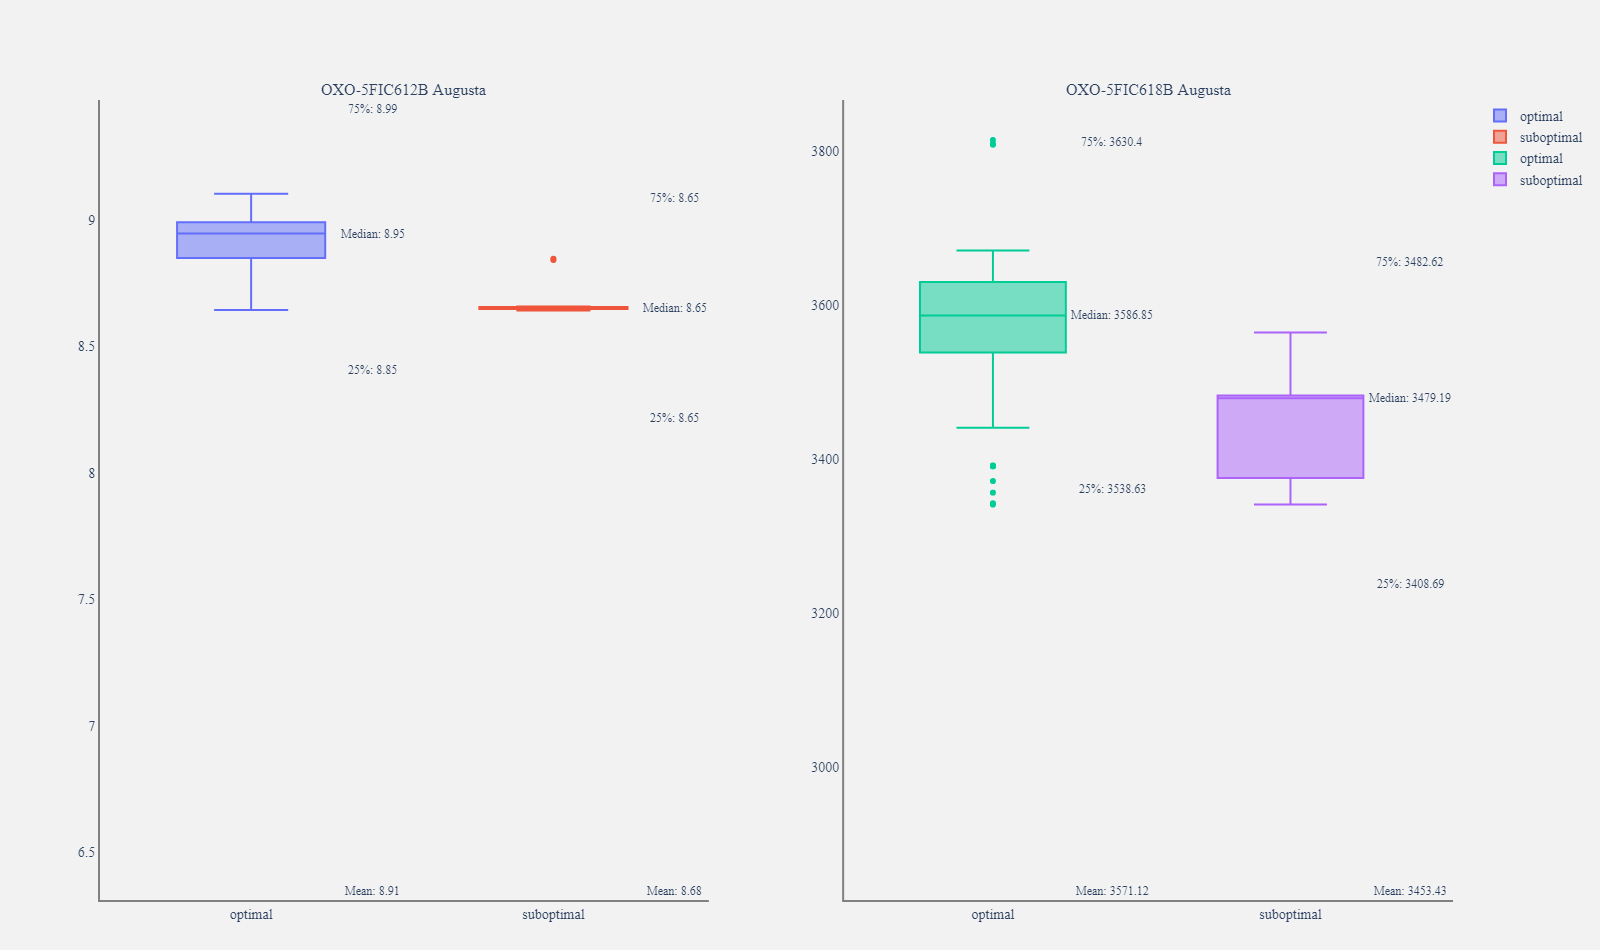 OXO-5FIC612B Augusta
75%: 8.99
75%: 8.65
9
Median: 8.95
Median: 8.65
8.5
25%: 8.85
25%: 8.65
8
7.5
7
6.5
Mean: 8.91
Mean: 8.68
optimal
suboptimal
OXO-5FIC618B Augusta
75%: 3630.4
3800
75%: 3482.62
3600
Median: 3586.85
Median: 3479.19
3400
25%: 3538.63
25%: 3408.69
3200
3000
Mean: 3571.12
Mean: 3453.43
optimal
suboptimal
optimal
suboptimal
optimal
suboptimal